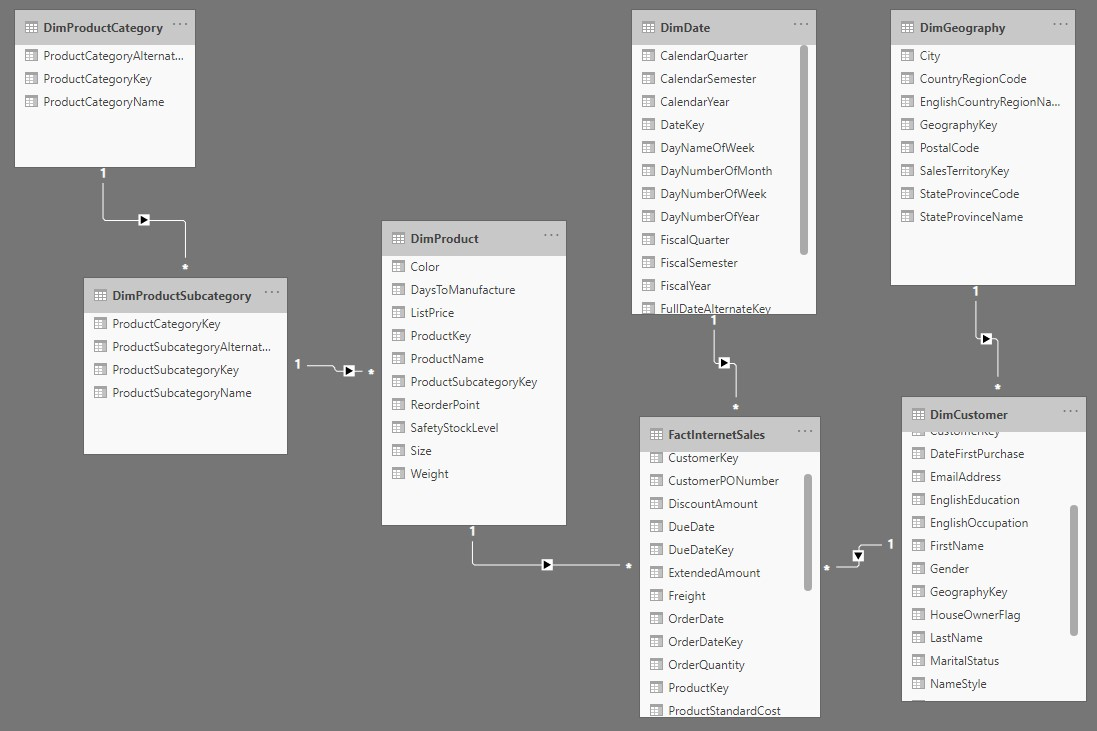 DimProductCategory ...
ProductCategoryAlternat...
ProductCategoryKey
ProductCategoryName
1
*
DimProductSubcategory ...
ProductCategoryKey
ProductSubcategoryAlternat...
ProductSubcategoryKey
ProductSubcategoryName
1
*
DimProduct ...
Color
DaysToManufacture
ListPrice
ProductKey
ProductName
ProductSubcategoryKey
ReorderPoint
SafetyStockLevel
Size
Weight
1
*
DimDate ...
CalendarQuarter
CalendarSemester
CalendarYear
DateKey
DayNameOfWeek
DayNumberOfMonth
DayNumberOfWeek
DayNumberOfYear
FiscalQuarter
FiscalSemester
FiscalYear
FullDateAlternateKey
1
*
FactInternetSales ...
CustomerKey
CustomerPONumber
DiscountAmount
DueDate
DueDateKey
ExtendedAmount
Freight
OrderDate
OrderDateKey
OrderQuantity
ProductKey
ProductStandardCost
DimGeography ...
City
CountryRegionCode
EnglishCountryRegionNa...
GeographyKey
PostalCode
SalesTerritoryKey
StateProvinceCode
StateProvinceName
1
*
DimCustomer ...
CustomerKey
DateFirstPurchase
EmailAddress
EnglishEducation
EnglishOccupation
FirstName
Gender
GeographyKey
HouseOwnerFlag
LastName
MaritalStatus
NameStyle
1
*